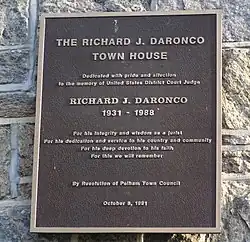 THE RICHARD J. DARONCO
TOWN HOUSE
Dedicated with pride and affection
to the memory of United States District Court Judge
RICHARD J. DARONCO
1931 - 1988
For his integrity and wisdom as a jurist
For his dedication and service to his country and community
For his deep devotion to his faith
For this we will remember
By Resolution of Pelham Town Council
October 5, 1991